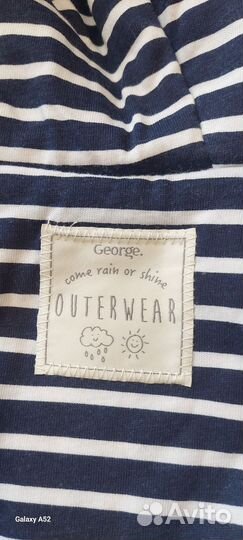 George.
come rain or shine
OUTERWEAR
Galaxy A52
Avito